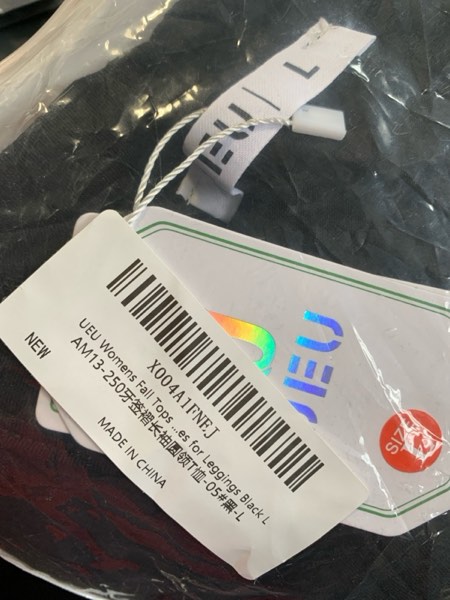 UEU | L
UEU
SIZE
X004A1FNFJ
UEU Womens Fall Tops ...es for Leggings Black L
AM13-250牙签褶长袖圆领T恤-05#黑-L
NEW
MADE IN CHINA